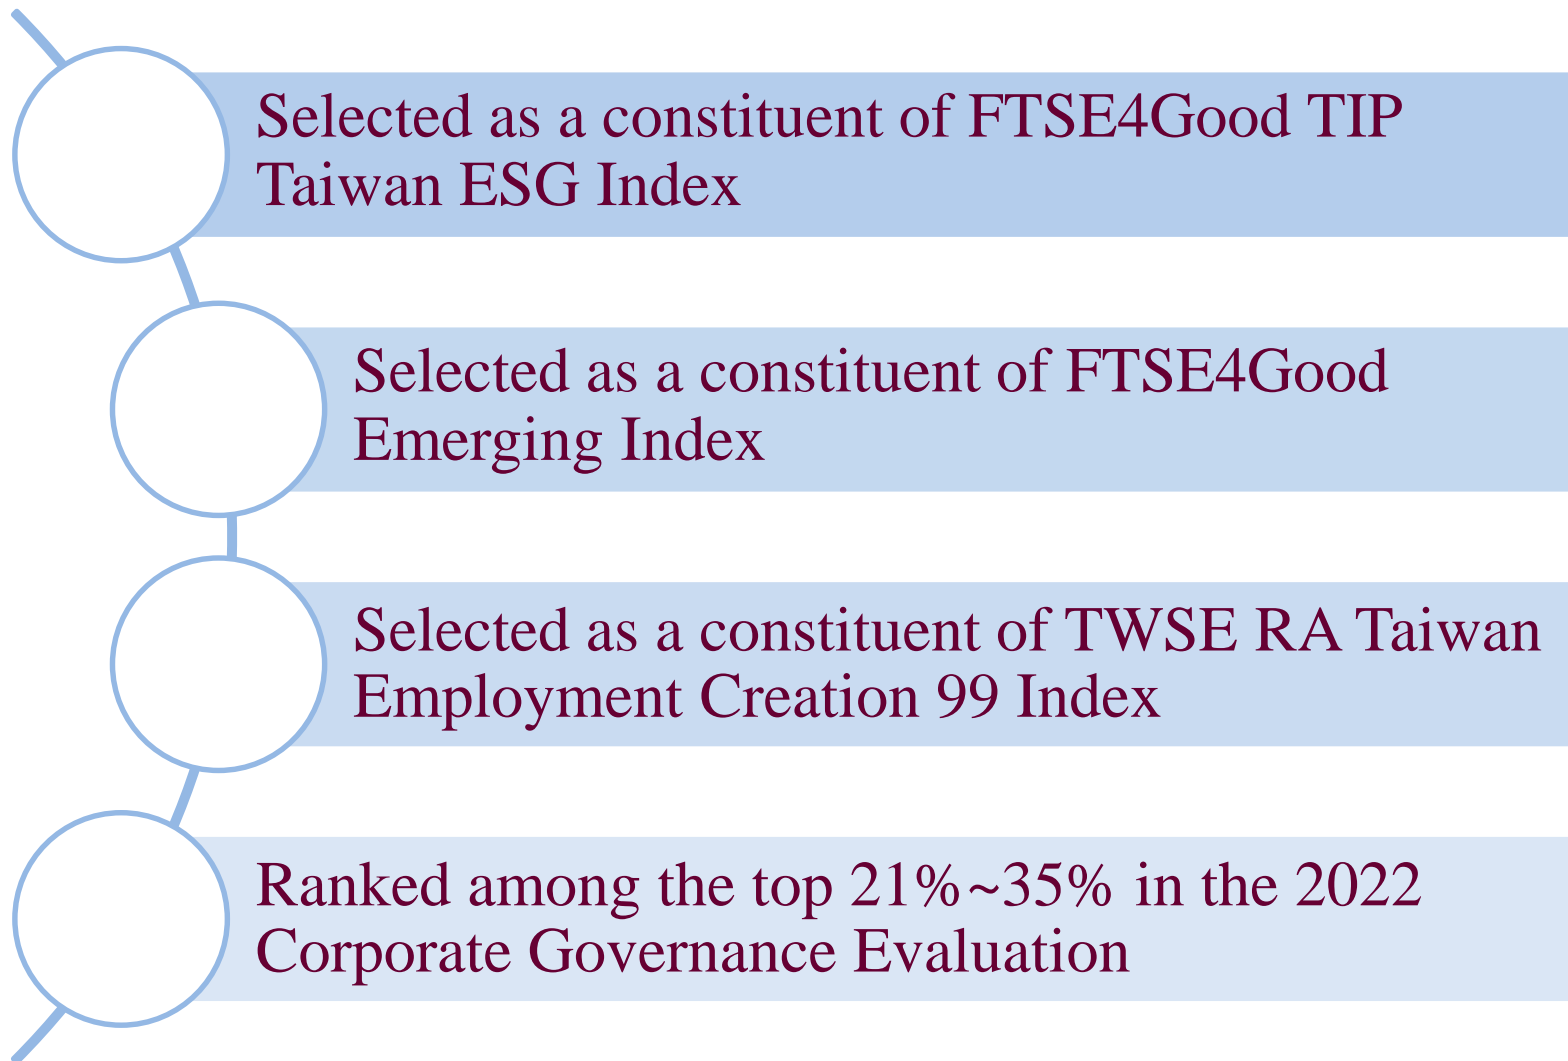 Selected as a constituent of FTSE4Good TIP
Taiwan ESG Index
Selected as a constituent of FTSE4Good
Emerging Index
Selected as a constituent of TWSE RA Taiwan
Employment Creation 99 Index
Ranked among the top 21%~35% in the 2022
Corporate Governance Evaluation